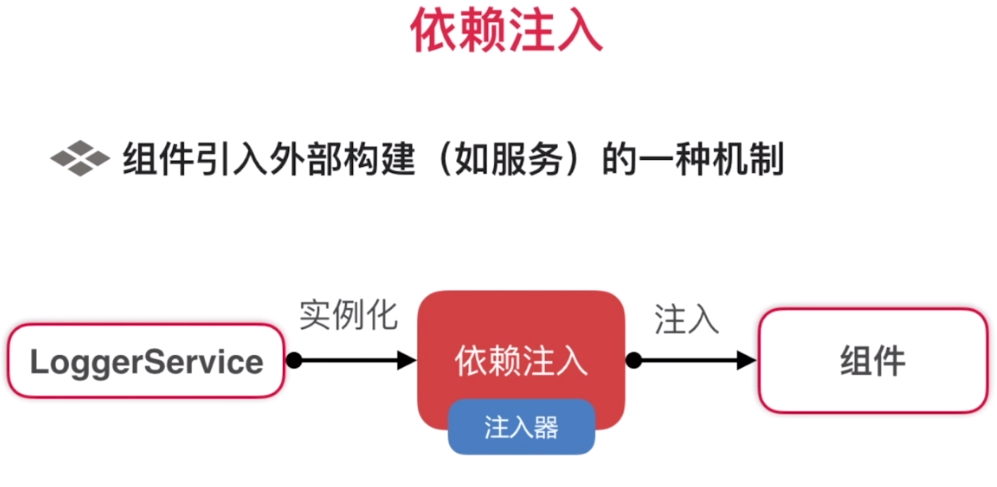 依赖注入
组件引入外部构建（如服务）的一种机制
实例化
注入
LoggerService
依赖注入
组件
注入器